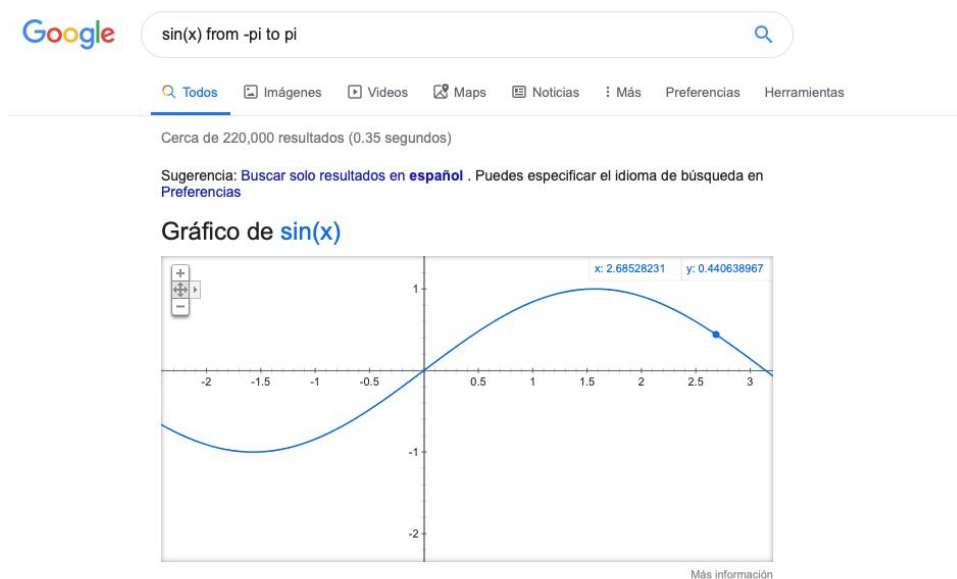 Google
sin(x) from -pi to pi
Todos Imágenes Videos Maps Noticias Más Preferencias Herramientas
Cerca de 220,000 resultados (0.35 segundos)
Sugerencia: Buscar solo resultados en español . Puedes especificar el idioma de búsqueda en
Preferencias
Gráfico de sin(x)
x: 2.68528231 y: 0.440638967
1
-2 -1.5 -1 -0.5 0.5 1 1.5 2 2.5 3
-1
-2
Más información